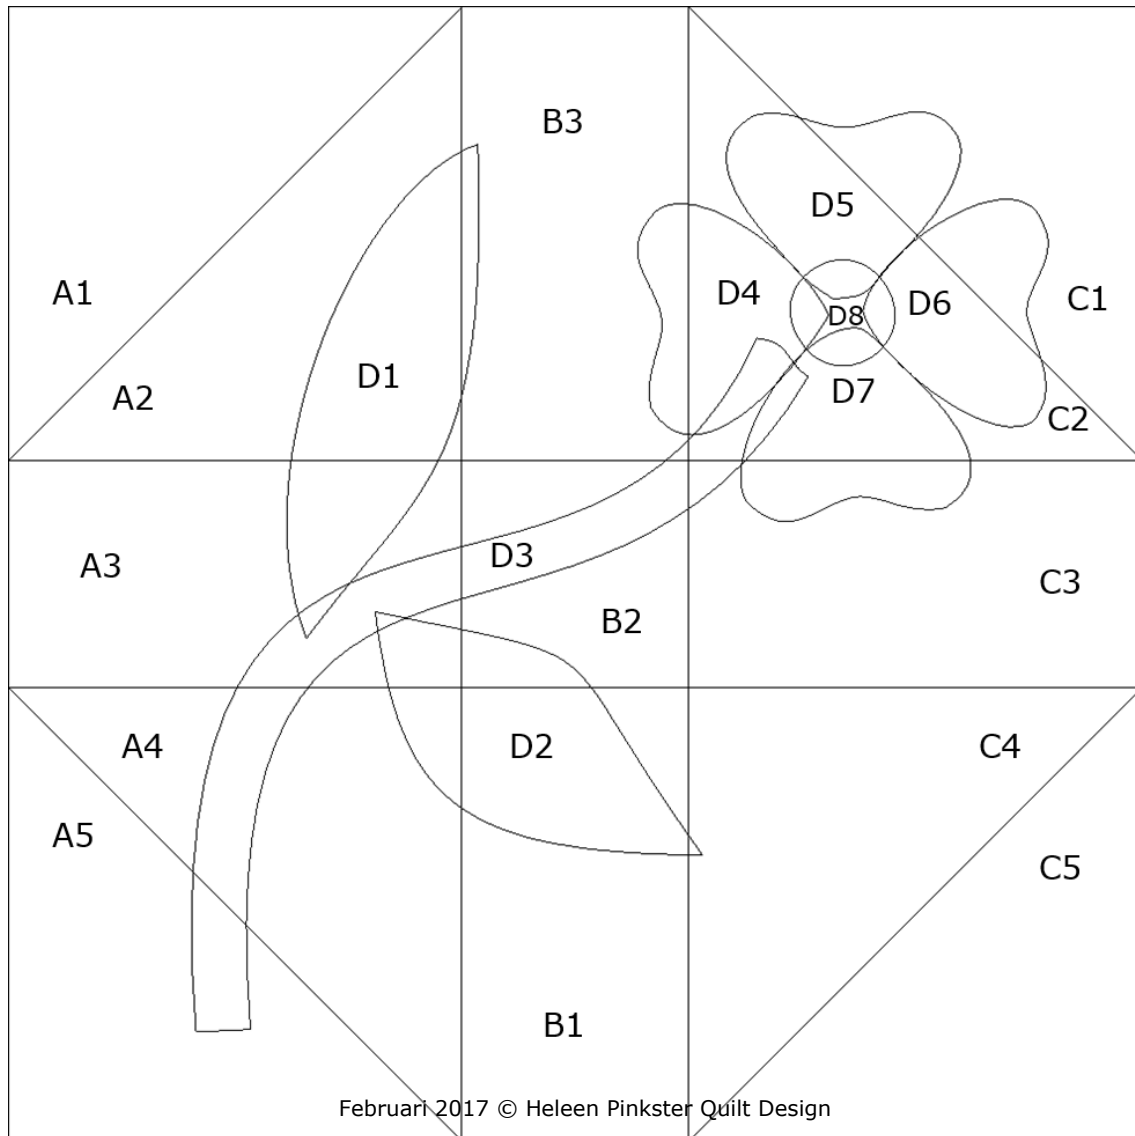 B3
D5
A1
D4
D6
C1
D8
D1
A2
D7
C2
D3
A3
C3
B2
A4
D2
C4
A5
C5
B1
Februari 2017 © Heleen Pinkster Quilt Design